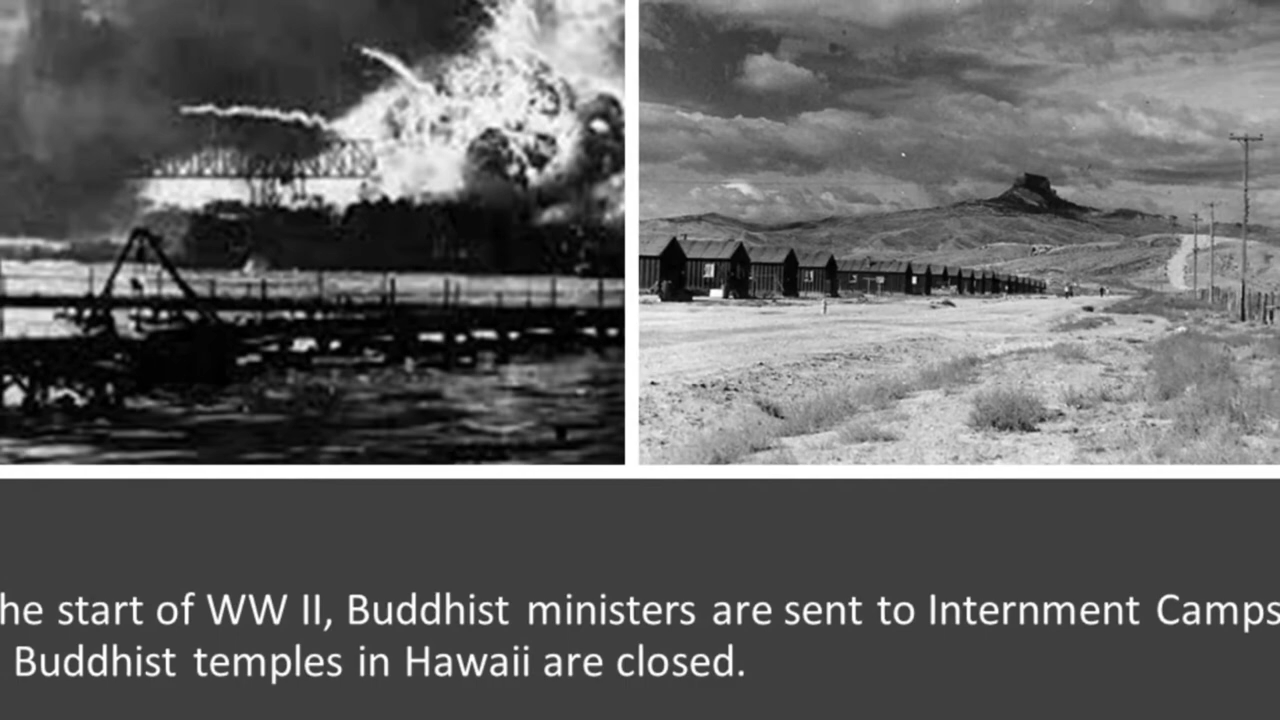 he start of WW II, Buddhist ministers are sent to Internment Camps
Buddhist temples in Hawaii are closed.